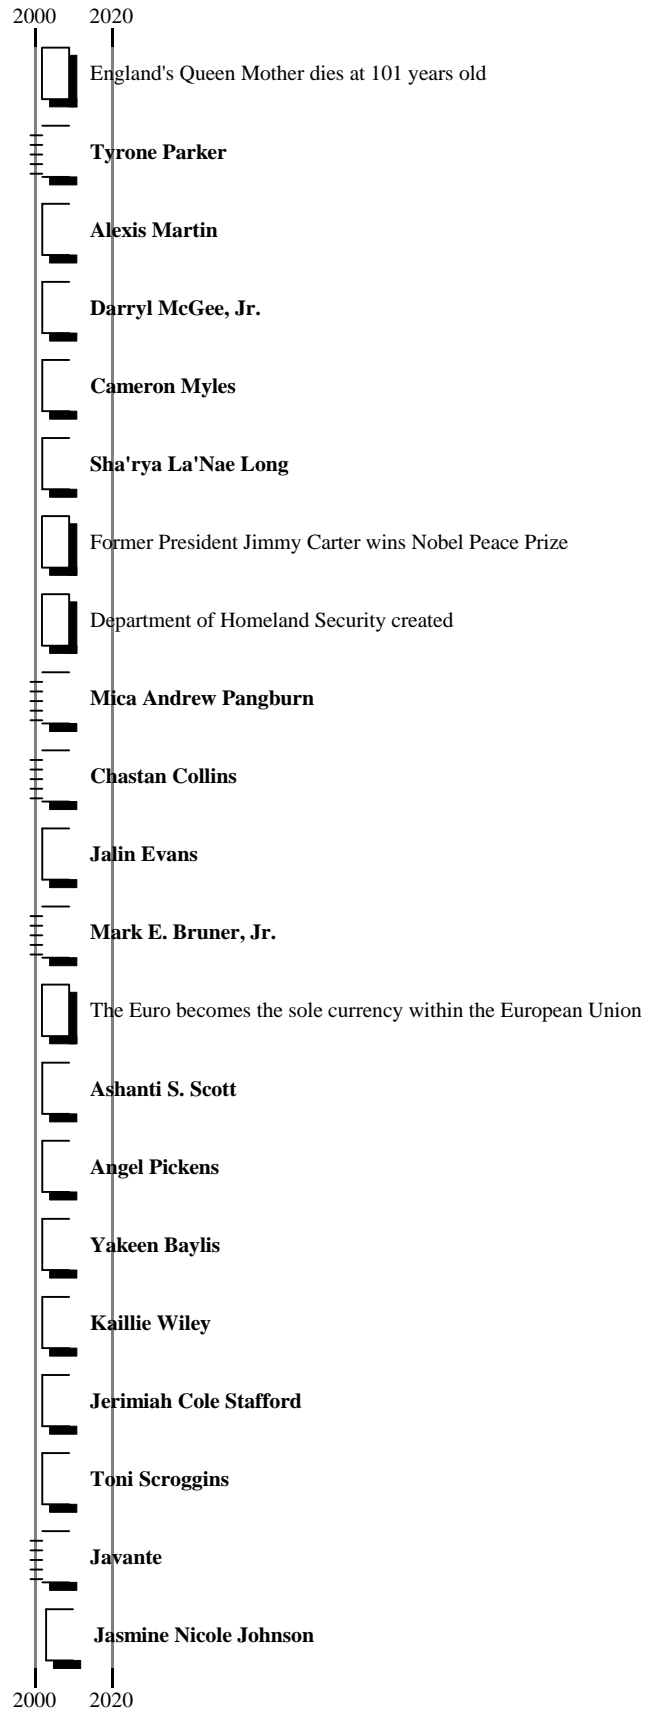 2000 2020
England's Queen Mother dies at 101 years old
Tyrone Parker
Alexis Martin
Darryl McGee, Jr.
Cameron Myles
Sha'rya La'Nae Long
Former President Jimmy Carter wins Nobel Peace Prize
Department of Homeland Security created
Mica Andrew Pangburn
Chastan Collins
Jalin Evans
Mark E. Bruner, Jr.
The Euro becomes the sole currency within the European Union
Ashanti S. Scott
Angel Pickens
Yakeen Baylis
Kaillie Wiley
Jerimiah Cole Stafford
Toni Scroggins
Javante
Jasmine Nicole Johnson
2000 2020